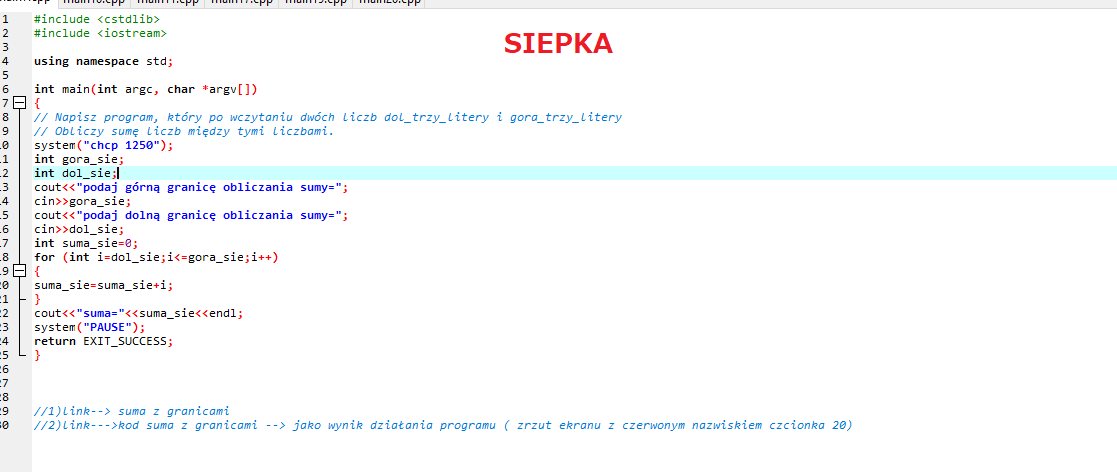 main16.cpp main11.cpp main17.cpp main19.cpp main20.cpp
SIEPKA
1 #include <cstdlib>
2 #include <iostream>
3
4 using namespace std;
5
6 int main(int argc, char *argv[])
7 {
8 // Napisz program, który po wczytaniu dwóch liczb dol_trzy_litery i gora_trzy_litery
9 // Obliczy sumę liczb między tymi liczbami.
10 system("chcp 1250");
11 int gora_sie;
12 int dol_sie;
13 cout<<"podaj górną granicę obliczania sumy=";
14 cin>>gora_sie;
15 cout<<"podaj dolną granicę obliczania sumy=";
16 cin>>dol_sie;
17 int suma_sie=0;
18 for (int i=dol_sie;i<=gora_sie;i++)
19 {
20 suma_sie=suma_sie+i;
21 }
22 cout<<"suma="<<suma_sie<<endl;
23 system("PAUSE");
24 return EXIT_SUCCESS;
25 }
26
27
28
29 //1)link--> suma z granicami
30 //2)link--->kod suma z granicami --> jako wynik działania programu ( zrzut ekranu z czerwonym nazwiskiem czcionka 20)